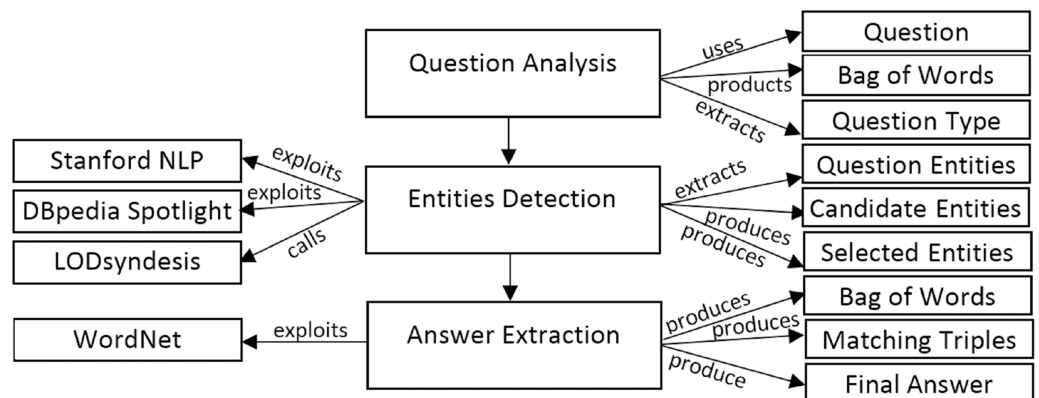 Question Analysis
uses
Question
products
Bag of Words
extracts
Question Type
Stanford NLP
exploits
DBpedia Spotlight
exploits
LODsyndesis
calls
Entities Detection
extracts
Question Entities
produces
Candidate Entities
produces
Selected Entities
WordNet
exploits
Answer Extraction
produces
Bag of Words
produces
Matching Triples
produce
Final Answer